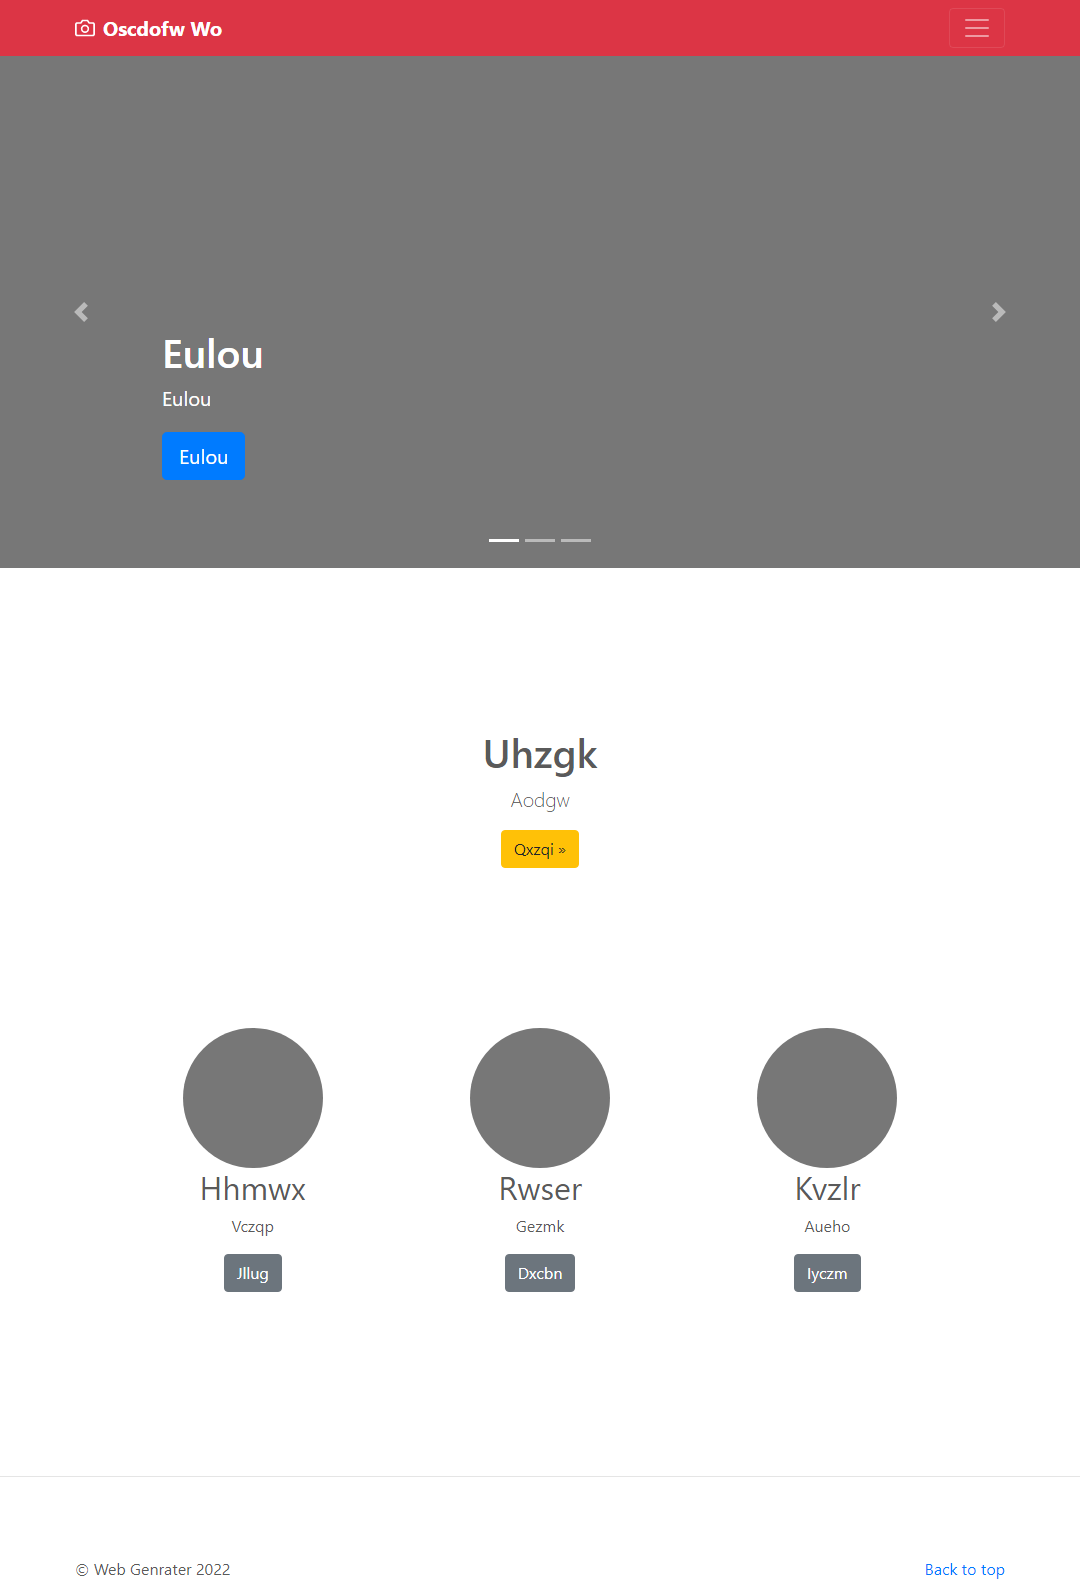 Oscdofw Wo
Eulou
Eulou
Eulou
Uhzgk
Aodgw
Qxzqi »
Hhmwx
Rwser
Kvzlr
Vczqp
Gezmk
Aueho
Jllug
Dxcbn
Iyczm
© Web Genrater 2022
Back to top